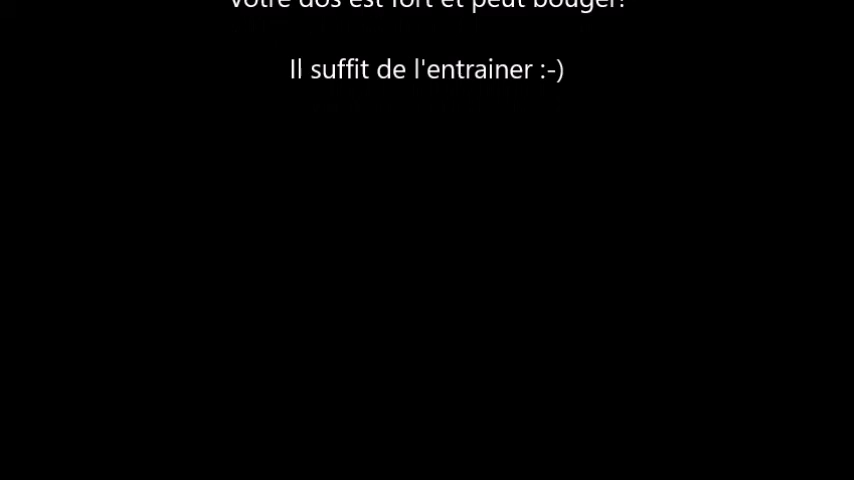 Votre dos est fort et peut bouger!
Il suffit de l'entrainer :-)